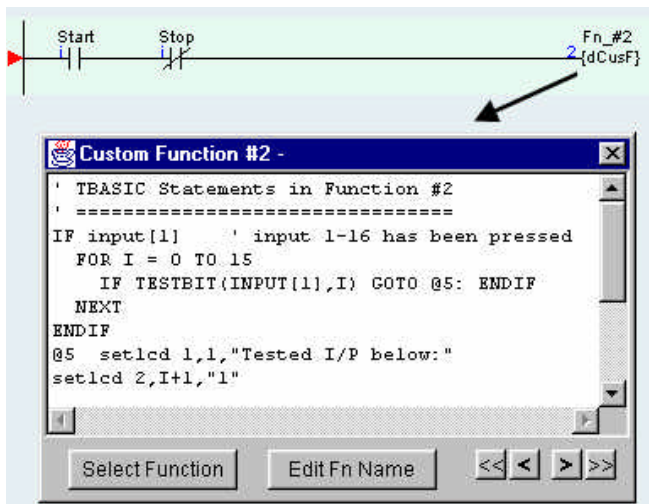 Start Stop Fn_#2
i i 2 {dCusF}
Custom Function #2 -
' TBASIC Statements in Function #2
' ================================
IF input[1] ' input 1-16 has been pressed
FOR I = 0 TO 15
IF TESTBIT(INPUT[1],I) GOTO @5: ENDIF
NEXT
ENDIF
@5 setlcd 1,1,"Tested I/P below:"
setlcd 2,I+1,"1"
Select Function Edit Fn Name << < > >>